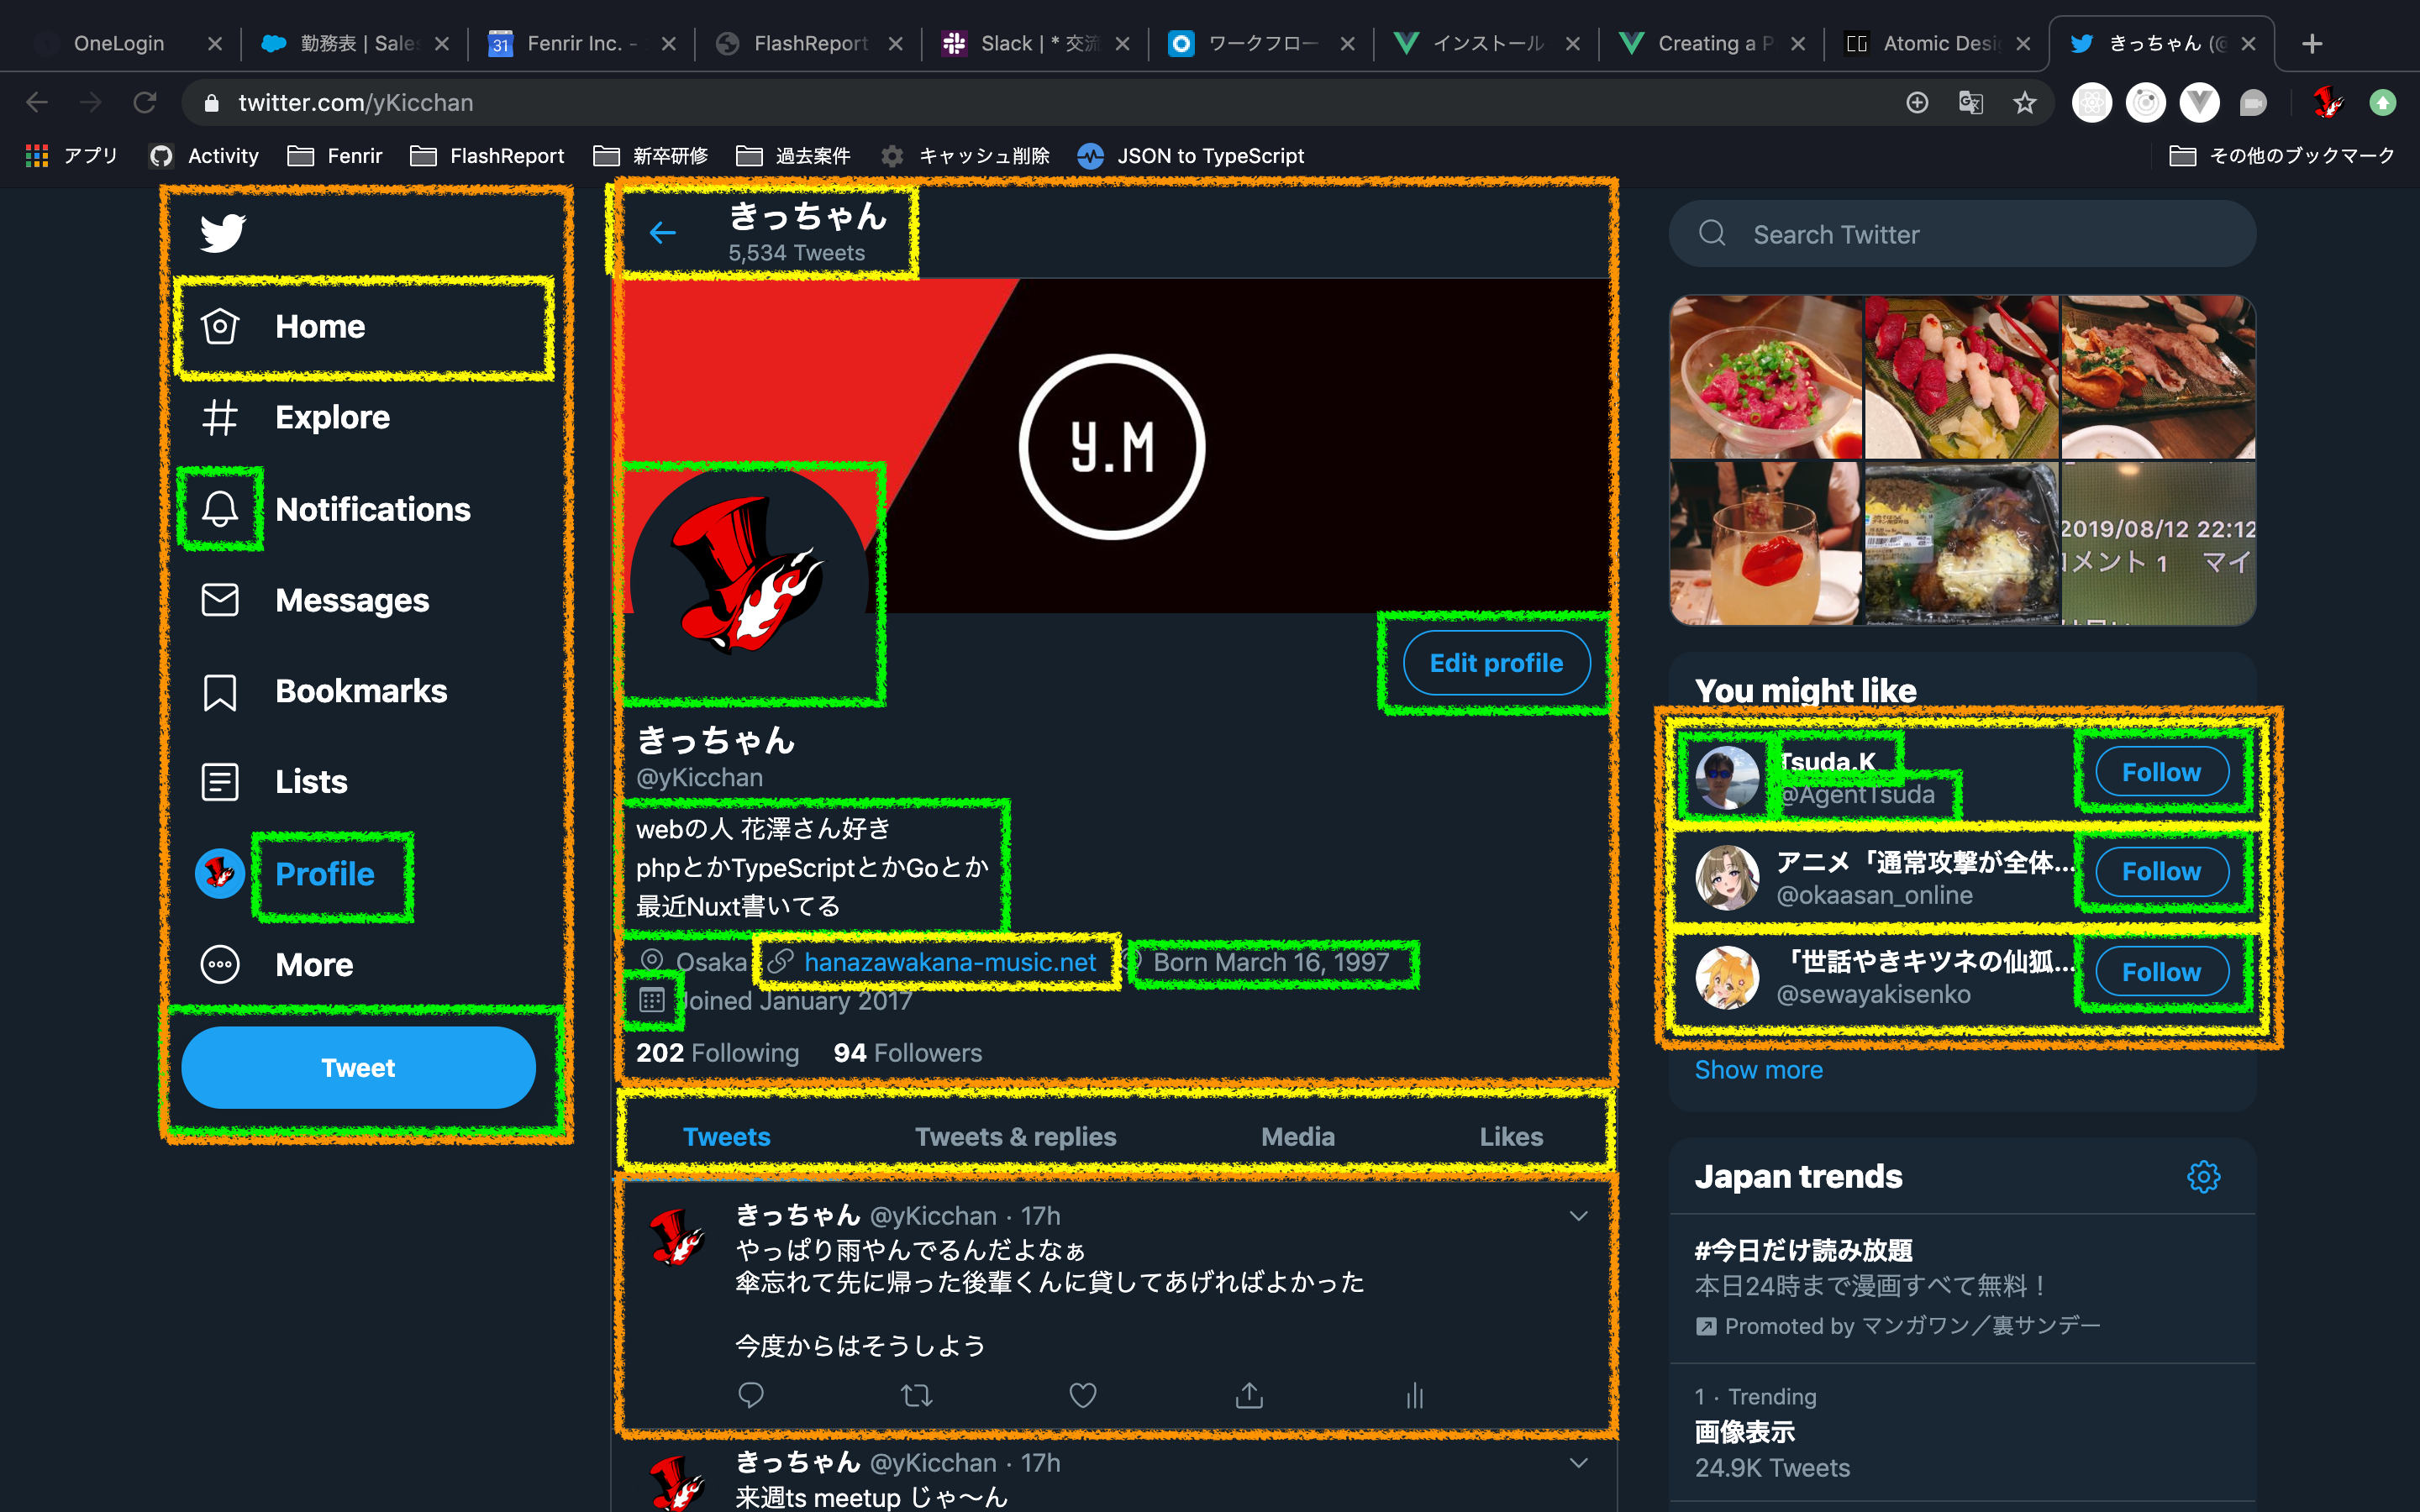 OneLogin
勤務表 | Sales
Fenrir Inc. -
FlashReport
Slack | * 交流
ワークフロー
インストール
Creating a P
Atomic Desi
きっちゃん (@
twitter.com/yKicchan
アプリ
Activity
Fenrir
FlashReport
新卒研修
過去案件
キャッシュ削除
JSON to TypeScript
その他のブックマーク
Home
Explore
Notifications
Messages
Bookmarks
Lists
Profile
More
Tweet
きっちゃん
5,534 Tweets
Y.M
Edit profile
きっちゃん
@yKicchan
webの人 花澤さん好き
phpとかTypeScriptとかGoとか
最近Nuxt書いてる
Osaka hanazawakana-music.net Born March 16, 1997
Joined January 2017
202 Following 94 Followers
Tweets Tweets & replies Media Likes
きっちゃん @yKicchan · 17h
やっぱり雨やんでるんだよなぁ
傘忘れて先に帰った後輩くんに貸してあげればよかった
今度からはそうしよう
きっちゃん @yKicchan · 17h
来週ts meetup じゃ〜ん
Search Twitter
2019/08/12 22:12
コメント 1 マイ
You might like
Tsuda.K
@AgentTsuda
Follow
アニメ「通常攻撃が全体...
@okaasan_online
Follow
「世話やきキツネの仙狐...
@sewayakisenko
Follow
Show more
Japan trends
#今日だけ読み放題
本日24時まで漫画すべて無料！
Promoted by マンガワン／裏サンデー
1 · Trending
画像表示
24.9K Tweets